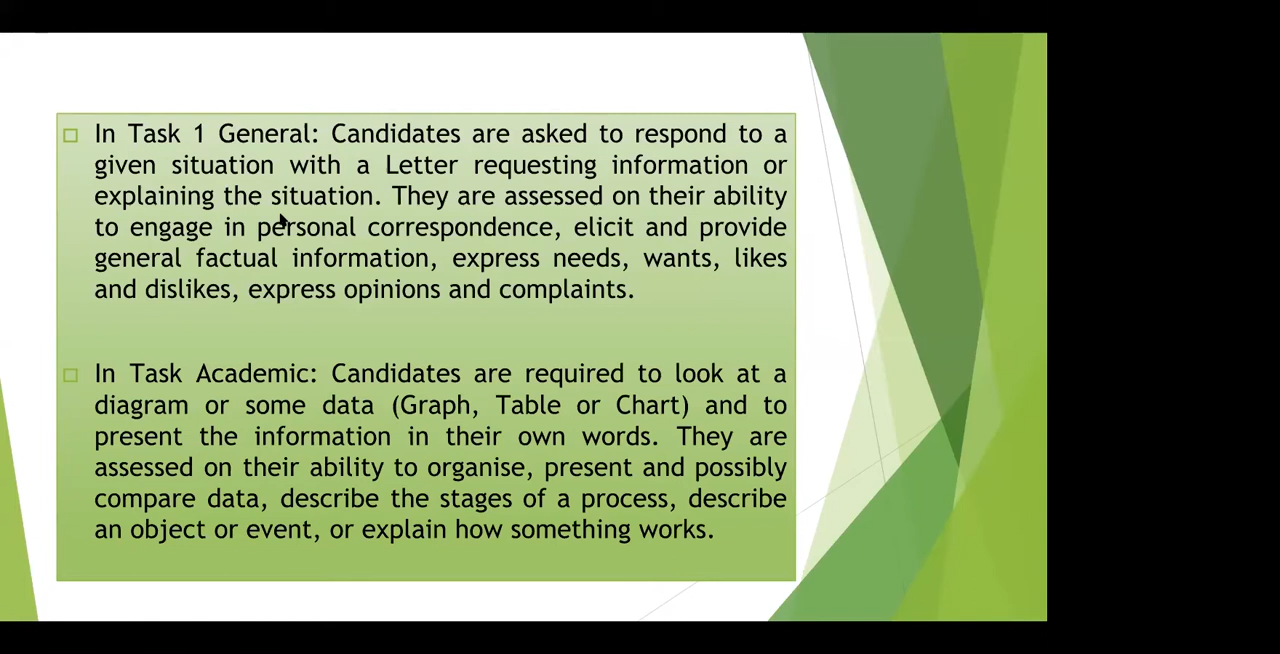 In Task 1 General: Candidates are asked to respond to a
given situation with a Letter requesting information or
explaining the situation. They are assessed on their ability
to engage in personal correspondence, elicit and provide
general factual information, express needs, wants, likes
and dislikes, express opinions and complaints.
In Task Academic: Candidates are required to look at a
diagram or some data (Graph, Table or Chart) and to
present the information in their own words. They are
assessed on their ability to organise, present and possibly
compare data, describe the stages of a process, describe
an object or event, or explain how something works.